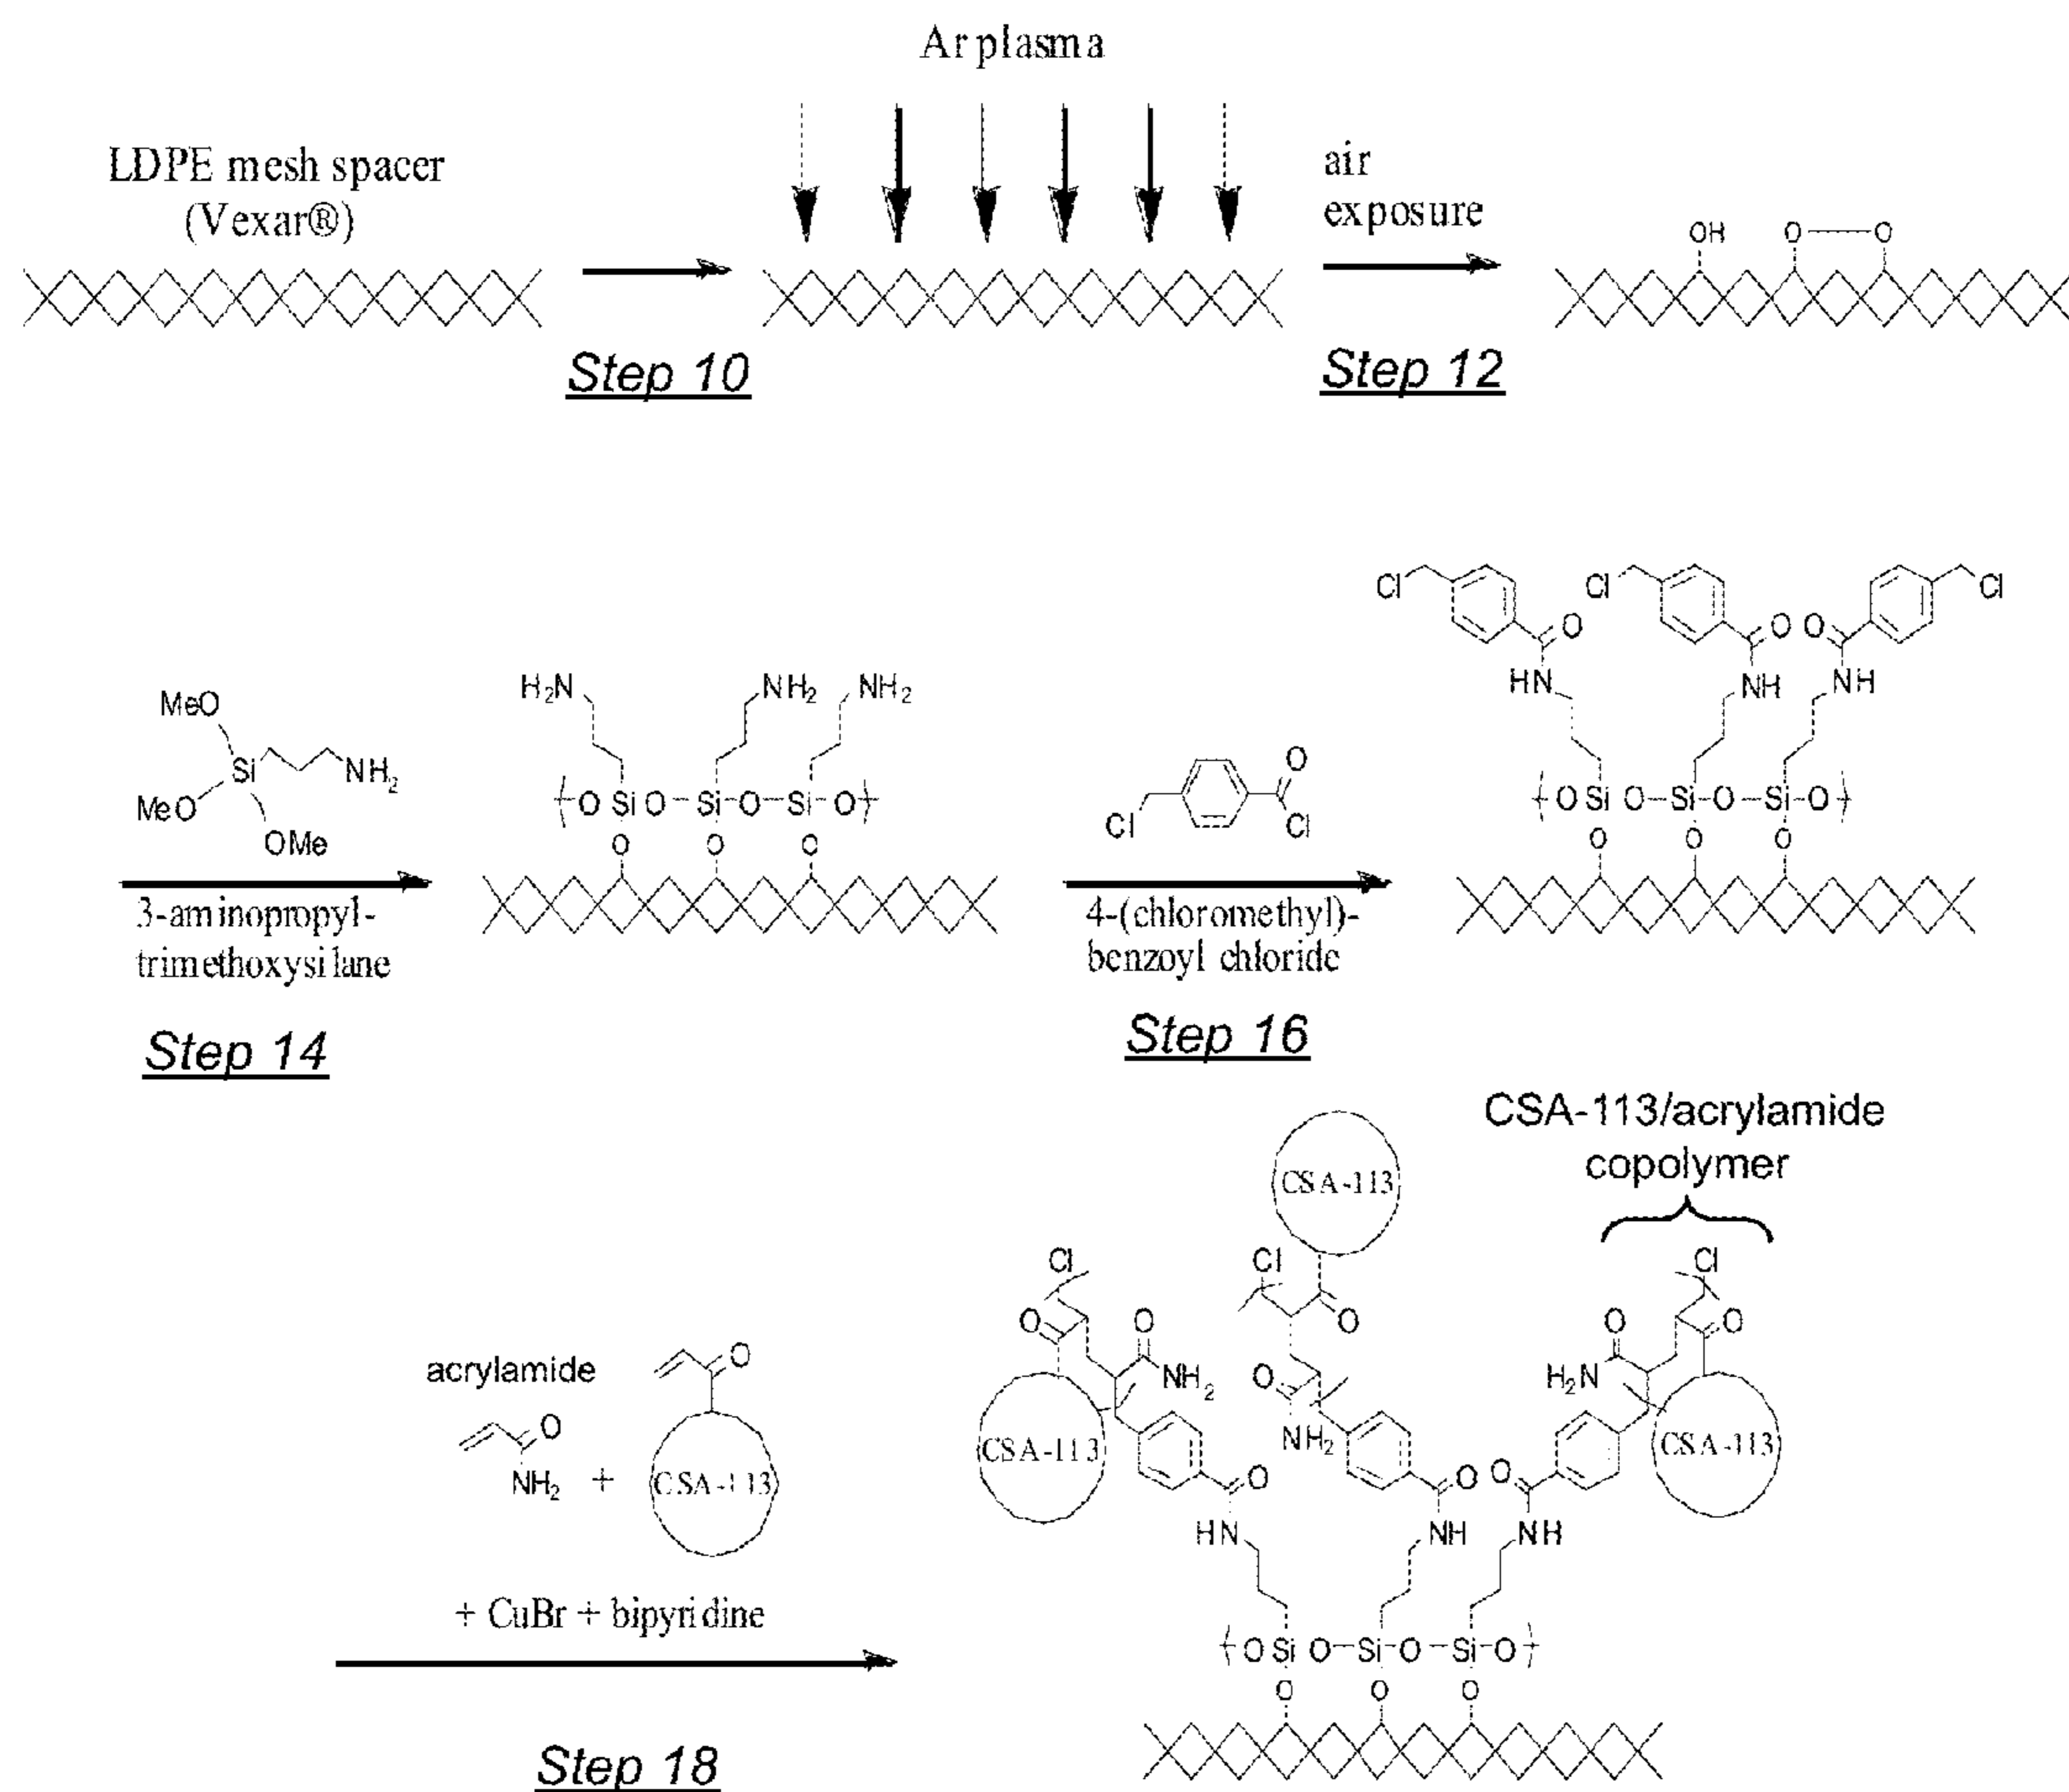 Ar plasma
LDPE mesh spacer
(Vexar®)
air
exposure
OH
O
O
Step 10
Step 12
Cl
Cl
Cl
O
O
O
HN
NH
NH
H2N
NH2
NH2
MeO
Si
NH2
MeO
OMe
O Si O Si O Si O
O
O
O
O
Cl
Cl
O Si O Si O Si O
O
O
O
3-aminopropyl-
trimethoxysilane
4-(chloromethyl)-
benzoyl chloride
Step 14
Step 16
CSA-113/acrylamide
copolymer
CSA-113
Cl
Cl
Cl
O
O
NH2
CSA-113
O
O
NH2
O
O
H2N
CSA-113
acrylamide
O
NH2
+
O
CSA-113
O
O
O
HN
NH
NH
+ CuBr + bipyridine
O Si O Si O Si O
O
O
O
Step 18